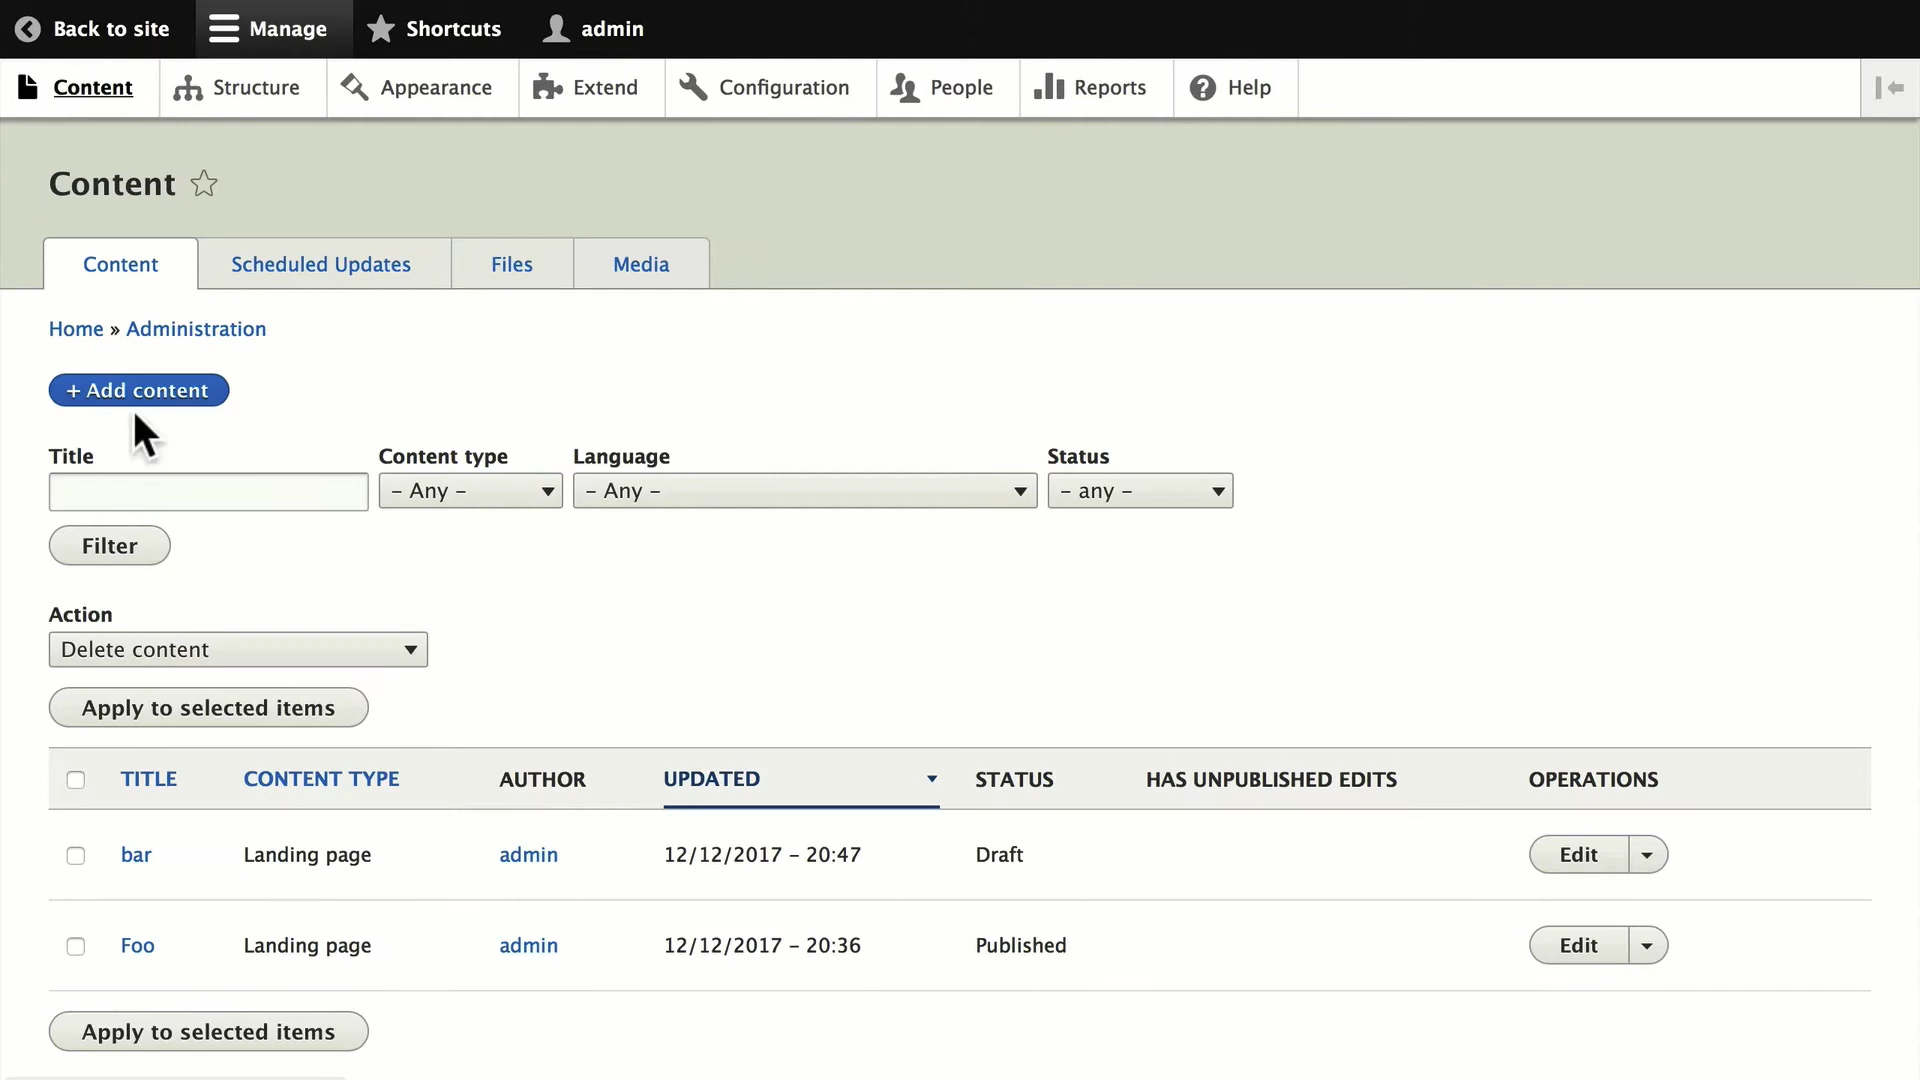 Back to site Manage Shortcuts admin
Content Structure Appearance Extend Configuration People Reports Help
Content
Content Scheduled Updates Files Media
Home » Administration
+ Add content
Title Content type Language Status
- Any - - Any - - any -
Filter
Action
Delete content
Apply to selected items
TITLE CONTENT TYPE AUTHOR UPDATED STATUS HAS UNPUBLISHED EDITS OPERATIONS
bar Landing page admin 12/12/2017 - 20:47 Draft Edit
Foo Landing page admin 12/12/2017 - 20:36 Published Edit
Apply to selected items